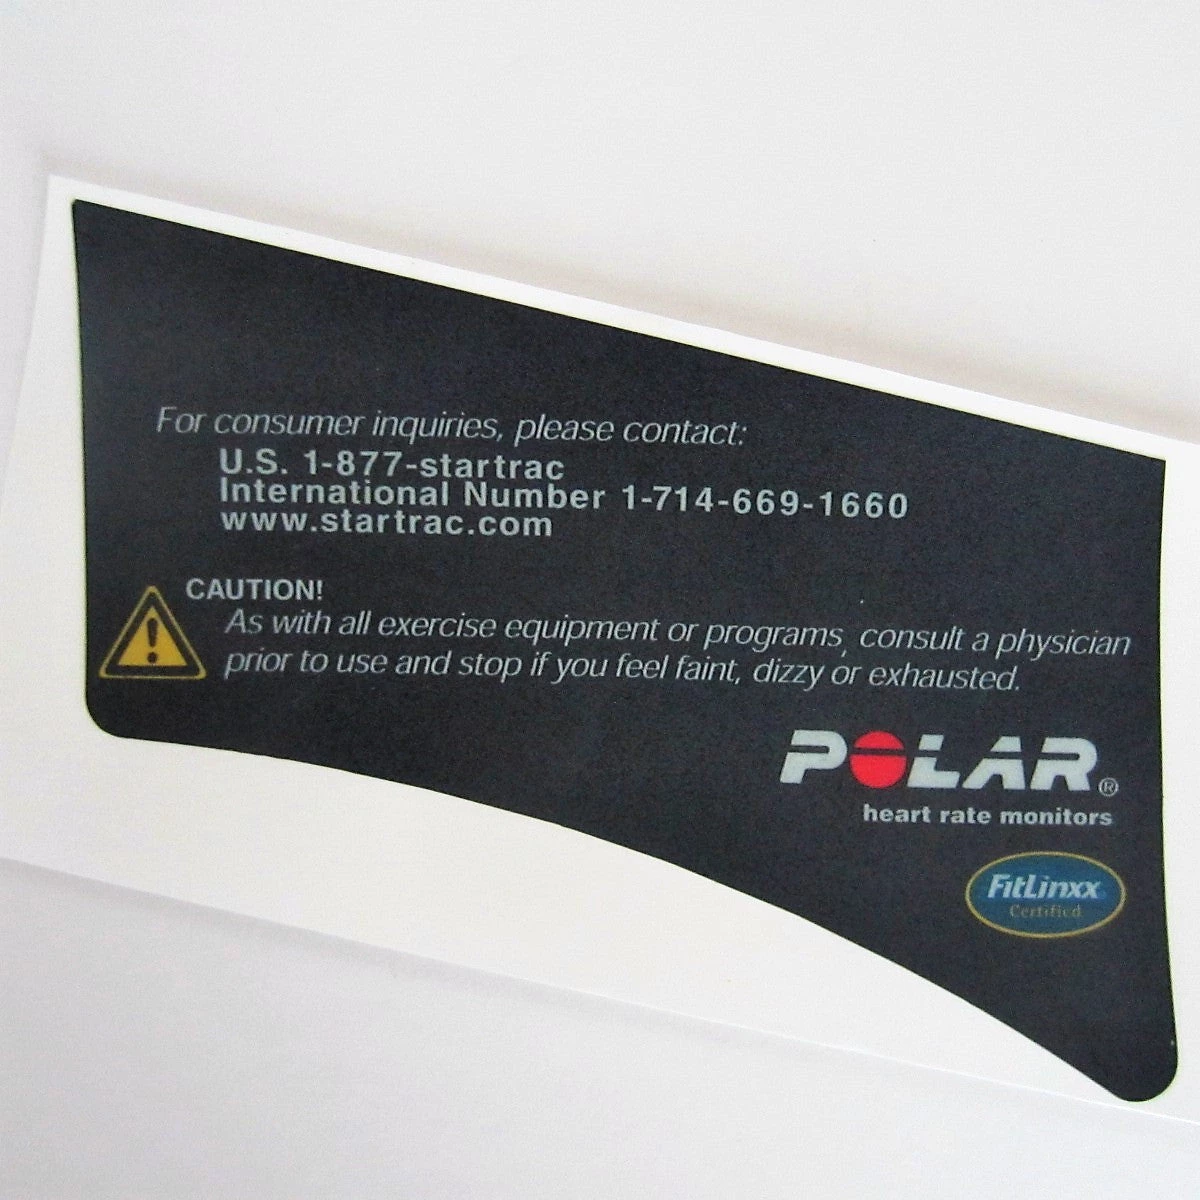 For consumer inquiries, please contact:
U.S. 1-877-startrac
International Number 1-714-669-1660
www.startrac.com
CAUTION!
As with all exercise equipment or programs, consult a physician
prior to use and stop if you feel faint, dizzy or exhausted.
POLAR®
heart rate monitors
FitLinxx
Certified